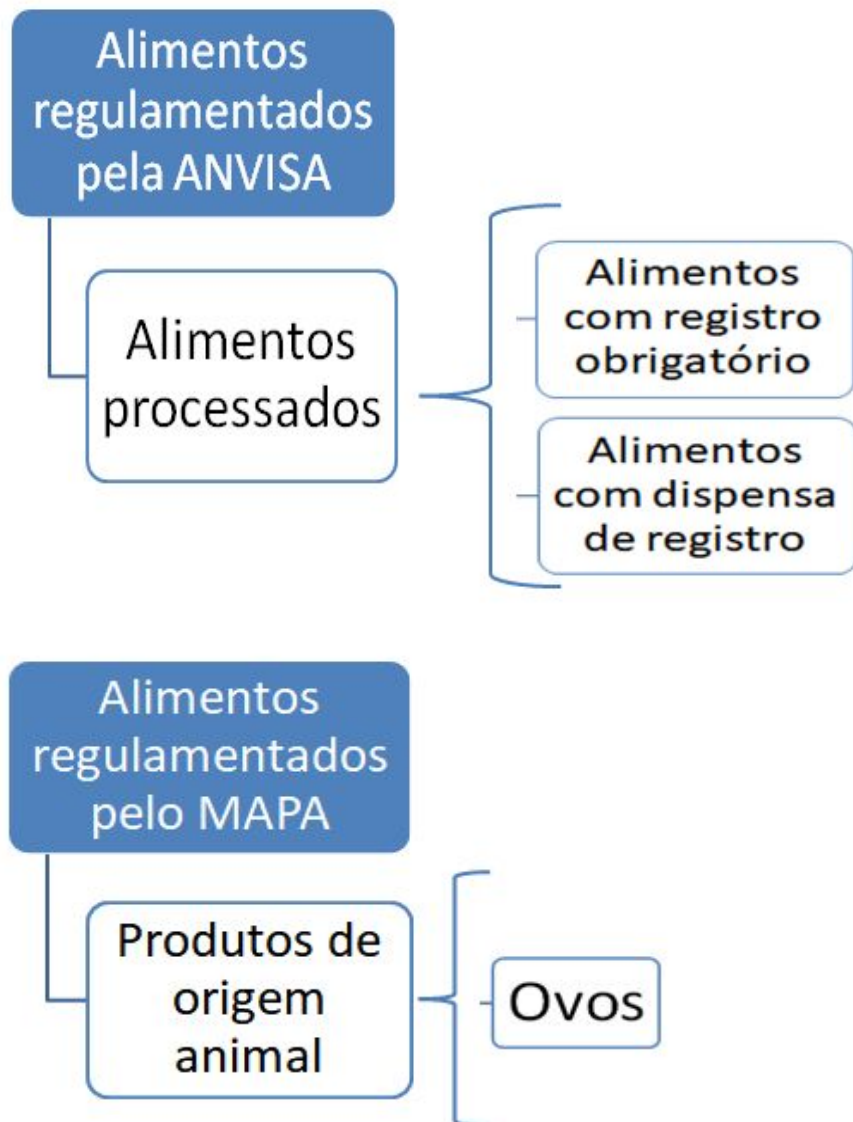 Alimentos
regulamentados
pela ANVISA
Alimentos
processados
Alimentos
com registro
obrigatório
Alimentos
com dispensa
de registro
Alimentos
regulamentados
pelo MAPA
Produtos de
origem
animal
Ovos